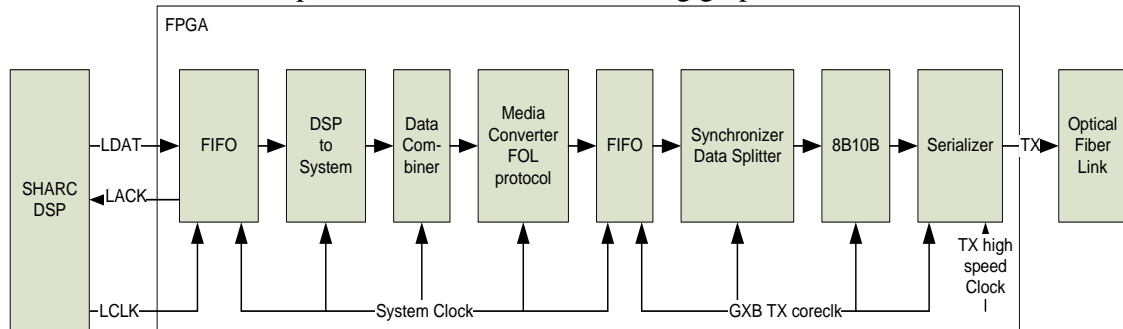 FPGA
SHARC
DSP
LDAT
LACK
LCLK
FIFO
DSP
to
System
Data
Com-
biner
Media
Converter
FOL
protocol
FIFO
Synchronizer
Data Splitter
8B10B
Serializer
TX
Optical
Fiber
Link
System Clock
GXB TX coreclk
TX high
speed
Clock